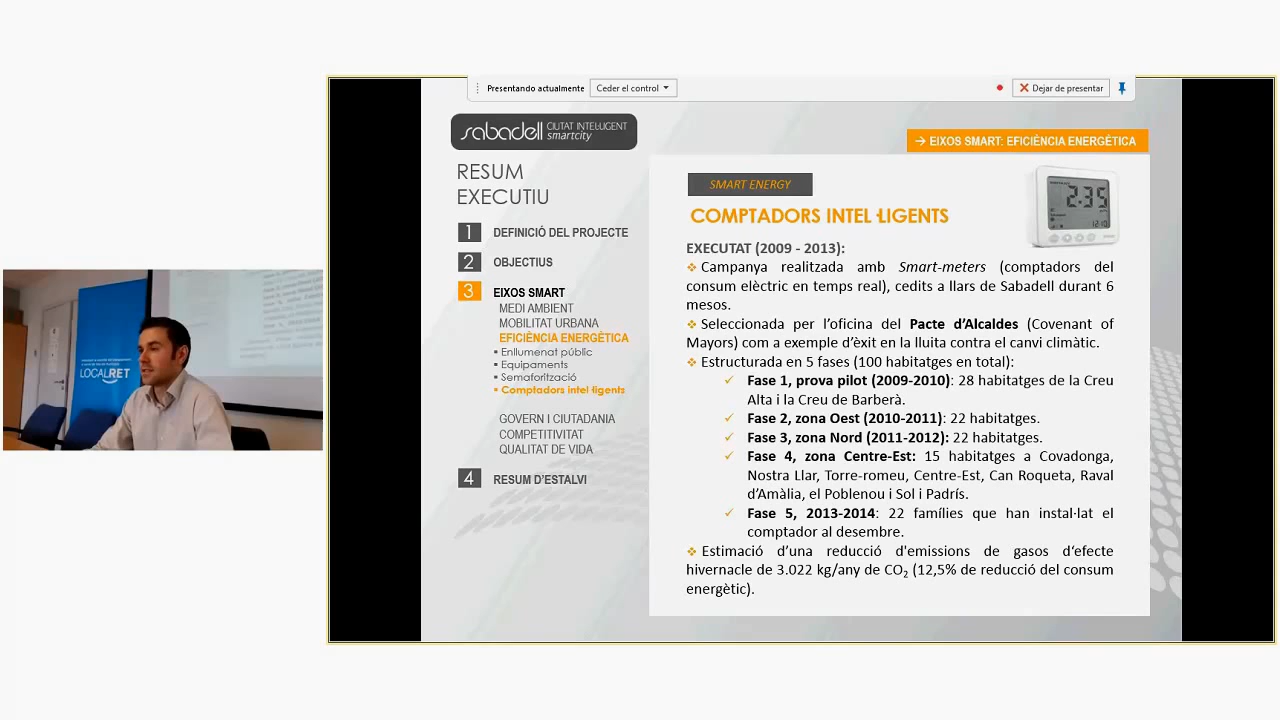 Presentando actualmente
Ceder el control
Dejar de presentar
sabadell CIUTAT INTEL·LIGENT
smartcity
→ EIXOS SMART: EFICIÈNCIA ENERGÈTICA
RESUM
EXECUTIU
1 DEFINICIÓ DEL PROJECTE
2 OBJECTIUS
3 EIXOS SMART
MEDI AMBIENT
MOBILITAT URBANA
EFICIÈNCIA ENERGÈTICA
▪ Enllumenat públic
▪ Equipaments
▪ Semaforització
▪ Comptadors intel·ligents
GOVERN I CIUTADANIA
COMPETITIVITAT
QUALITAT DE VIDA
4 RESUM D'ESTALVI
SMART ENERGY
COMPTADORS INTEL·LIGENTS
2.35
12:10
EXECUTAT (2009 - 2013):
❖ Campanya realitzada amb Smart-meters (comptadors del
consum elèctric en temps real), cedits a llars de Sabadell durant 6
mesos.
❖ Seleccionada per l’oficina del Pacte d’Alcaldes (Covenant of
Mayors) com a exemple d’èxit en la lluita contra el canvi climàtic.
❖ Estructurada en 5 fases (100 habitatges en total):
✓ Fase 1, prova pilot (2009-2010): 28 habitatges de la Creu
Alta i la Creu de Barberà.
✓ Fase 2, zona Oest (2010-2011): 22 habitatges.
✓ Fase 3, zona Nord (2011-2012): 22 habitatges.
✓ Fase 4, zona Centre-Est: 15 habitatges a Covadonga,
Nostra Llar, Torre-romeu, Centre-Est, Can Roqueta, Raval
d’Amàlia, el Poblenou i Sol i Padrís.
✓ Fase 5, 2013-2014: 22 famílies que han instal·lat el
comptador al desembre.
❖ Estimació d’una reducció d'emissions de gasos d‘efecte
hivernacle de 3.022 kg/any de CO₂ (12,5% de reducció del consum
energètic).
LOCALRET